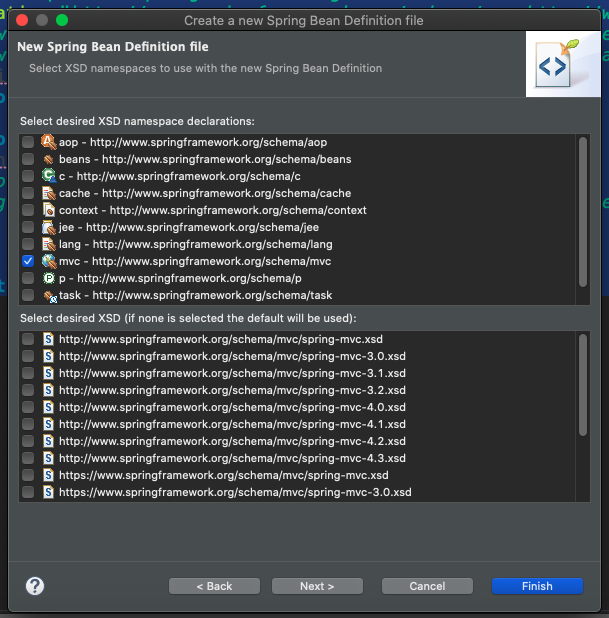 Create a new Spring Bean Definition file
New Spring Bean Definition file
Select XSD namespaces to use with the new Spring Bean Definition
Select desired XSD namespace declarations:
aop - http://www.springframework.org/schema/aop
beans - http://www.springframework.org/schema/beans
c - http://www.springframework.org/schema/c
cache - http://www.springframework.org/schema/cache
context - http://www.springframework.org/schema/context
jee - http://www.springframework.org/schema/jee
lang - http://www.springframework.org/schema/lang
mvc - http://www.springframework.org/schema/mvc
p - http://www.springframework.org/schema/p
task - http://www.springframework.org/schema/task
Select desired XSD (if none is selected the default will be used):
http://www.springframework.org/schema/mvc/spring-mvc.xsd
http://www.springframework.org/schema/mvc/spring-mvc-3.0.xsd
http://www.springframework.org/schema/mvc/spring-mvc-3.1.xsd
http://www.springframework.org/schema/mvc/spring-mvc-3.2.xsd
http://www.springframework.org/schema/mvc/spring-mvc-4.0.xsd
http://www.springframework.org/schema/mvc/spring-mvc-4.1.xsd
http://www.springframework.org/schema/mvc/spring-mvc-4.2.xsd
http://www.springframework.org/schema/mvc/spring-mvc-4.3.xsd
https://www.springframework.org/schema/mvc/spring-mvc.xsd
https://www.springframework.org/schema/mvc/spring-mvc-3.0.xsd
? < Back Next > Cancel Finish